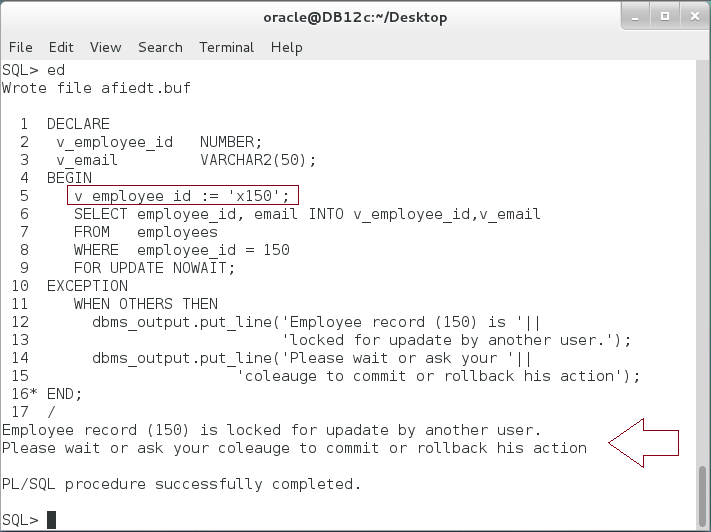 oracle@DB12c:~/Desktop
File Edit View Search Terminal Help
SQL> ed
Wrote file afiedt.buf
1 DECLARE
2 v_employee_id NUMBER;
3 v_email VARCHAR2(50);
4 BEGIN
5 v_employee_id := 'x150';
6 SELECT employee_id, email INTO v_employee_id,v_email
7 FROM employees
8 WHERE employee_id = 150
9 FOR UPDATE NOWAIT;
10 EXCEPTION
11 WHEN OTHERS THEN
12 dbms_output.put_line('Employee record (150) is '||
13 'locked for upadate by another user.');
14 dbms_output.put_line('Please wait or ask your '||
15 'coleauge to commit or rollback his action');
16* END;
17 /
Employee record (150) is locked for upadate by another user.
Please wait or ask your coleauge to commit or rollback his action
PL/SQL procedure successfully completed.
SQL>